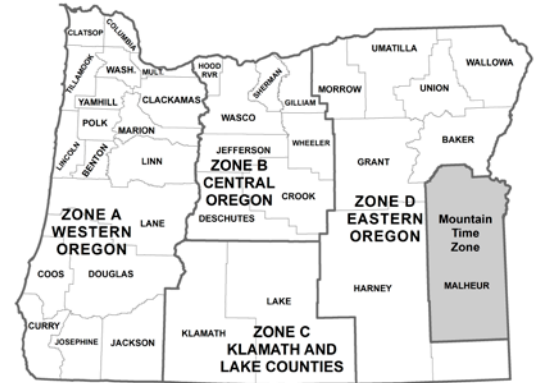 CLATSOP
COLUMBIA
TILLAMOOK
WASH.
MULT.
HOOD
RVR
SHERMAN
GILLIAM
MORROW
UMATILLA
WALLOWA
UNION
YAMHILL
CLACKAMAS
WASCO
POLK
MARION
LINCOLN
BENTON
LINN
JEFFERSON
WHEELER
GRANT
BAKER
ZONE B
CENTRAL
OREGON
CROOK
DESCHUTES
ZONE A
WESTERN
OREGON
LANE
ZONE D
EASTERN
OREGON
Mountain
Time
Zone
MALHEUR
COOS
DOUGLAS
LAKE
HARNEY
CURRY
JOSEPHINE
JACKSON
KLAMATH
ZONE C
KLAMATH AND
LAKE COUNTIES